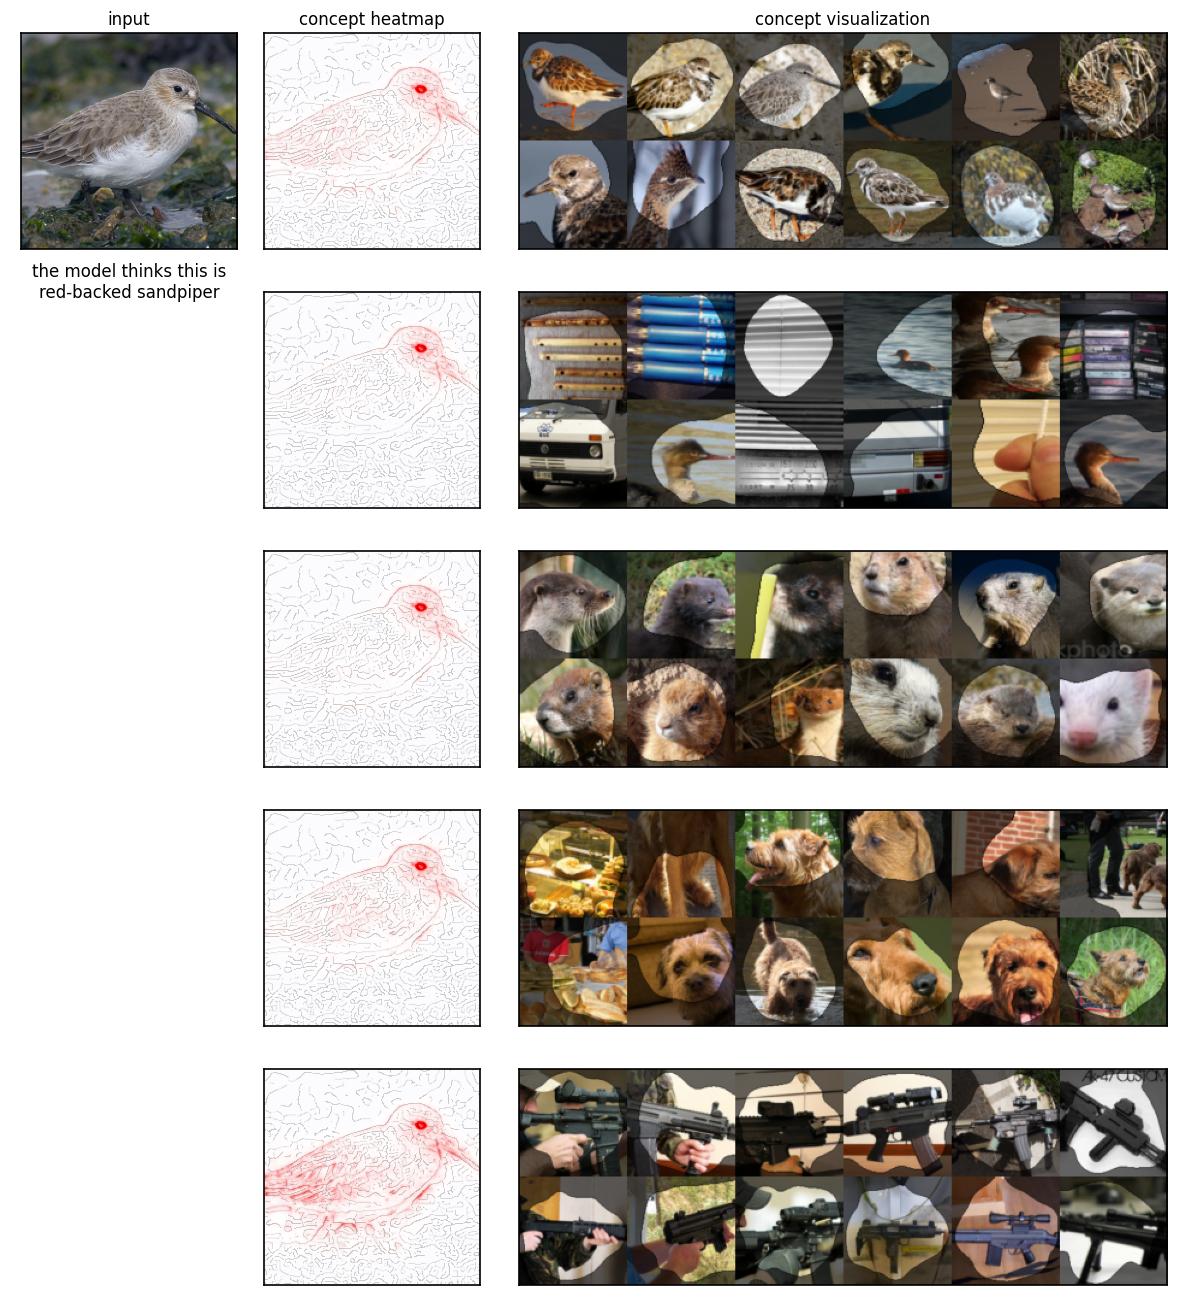 input
concept heatmap
concept visualization
the model thinks this is
red-backed sandpiper